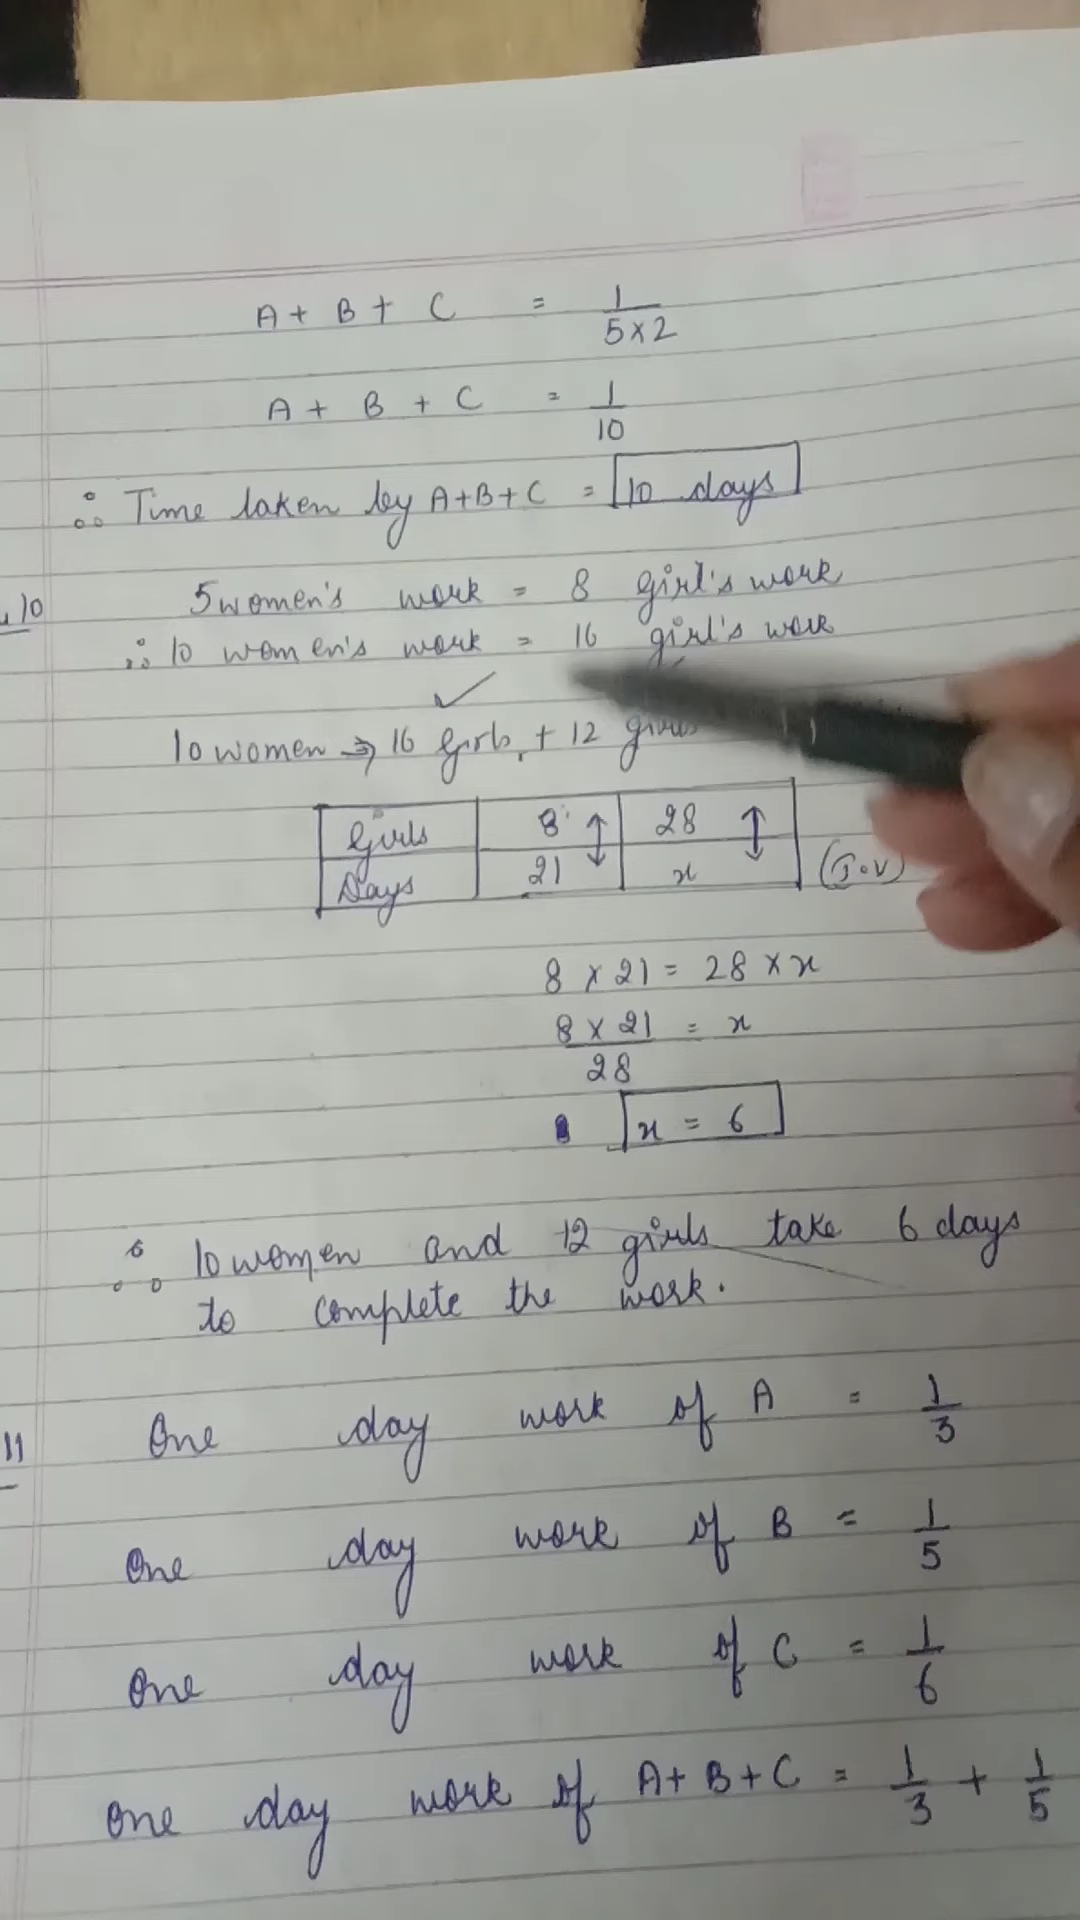 A + B + C = 1/5×2
A + B + C = 1/10
∴ Time taken by A+B+C = 10 days
10 5 women's work = 8 girl's work
∴ 10 women's work = 16 girl's work
✓
10 women ⇒ 16 girls + 12 girls
Girls 8 ↕ 28 ↕
Days 21 x (I.V)
8 × 21 = 28 × x
8 × 21/28 = x
x = 6
∴ 10 women and 12 girls take 6 days
to complete the work.
11 One day work of A = 1/3
One day work of B = 1/5
One day work of C = 1/6
One day work of A + B + C = 1/3 + 1/5